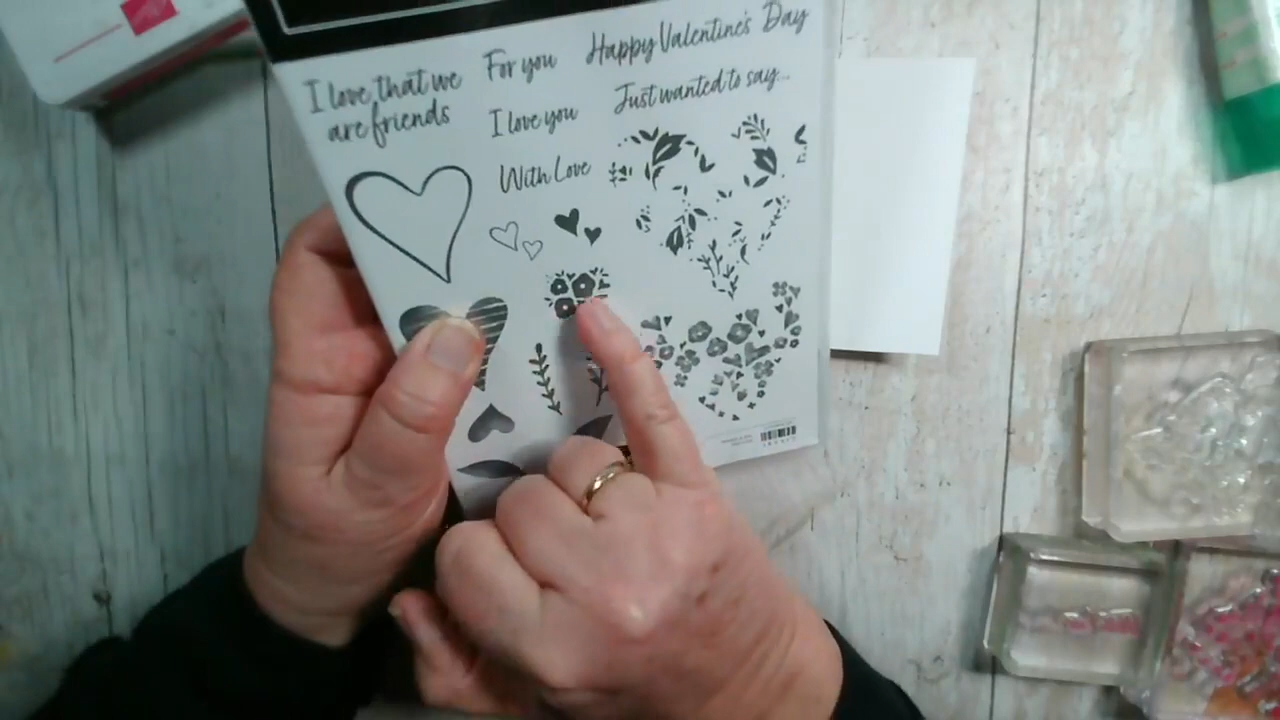 I love that we
are friends
For you
Happy Valentine's Day
I love you
Just wanted to say...
With Love